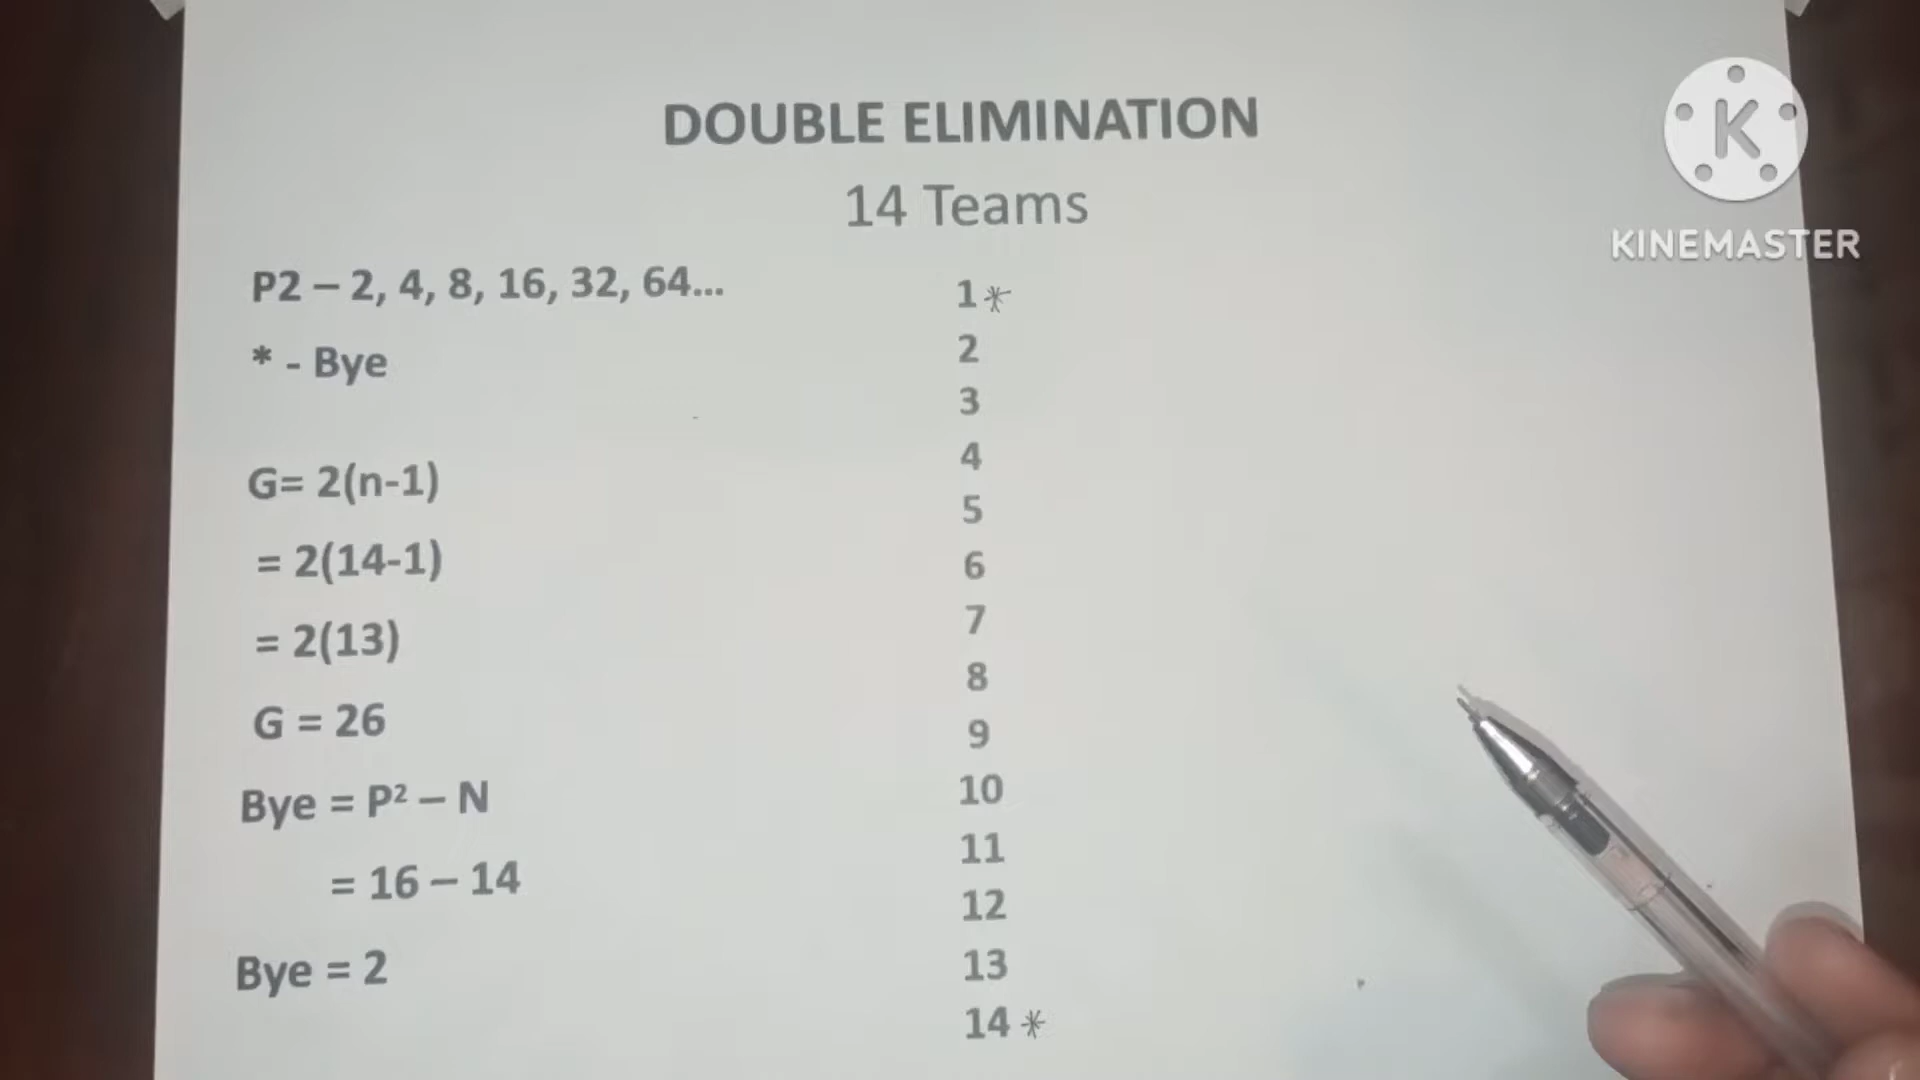 DOUBLE ELIMINATION
14 Teams
P2 – 2, 4, 8, 16, 32, 64...
* - Bye
G= 2(n-1)
= 2(14-1)
= 2(13)
G = 26
Bye = P² – N
= 16 – 14
Bye = 2
1*
2
3
4
5
6
7
8
9
10
11
12
13
14 *
K
KINEMASTER